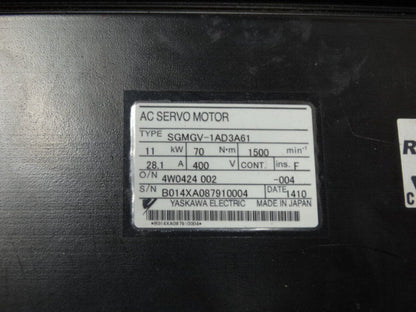 AC SERVO MOTOR
TYPE SGMGV-1AD3A61
11 kW 70 N·m 1500 min⁻¹
28.1 A 400 V CONT. ins. F
O/N 4W0424 002 -004
S/N B014XA087910004 DATE 1410
YASKAWA ELECTRIC MADE IN JAPAN
*B014XA087910004*
R
C